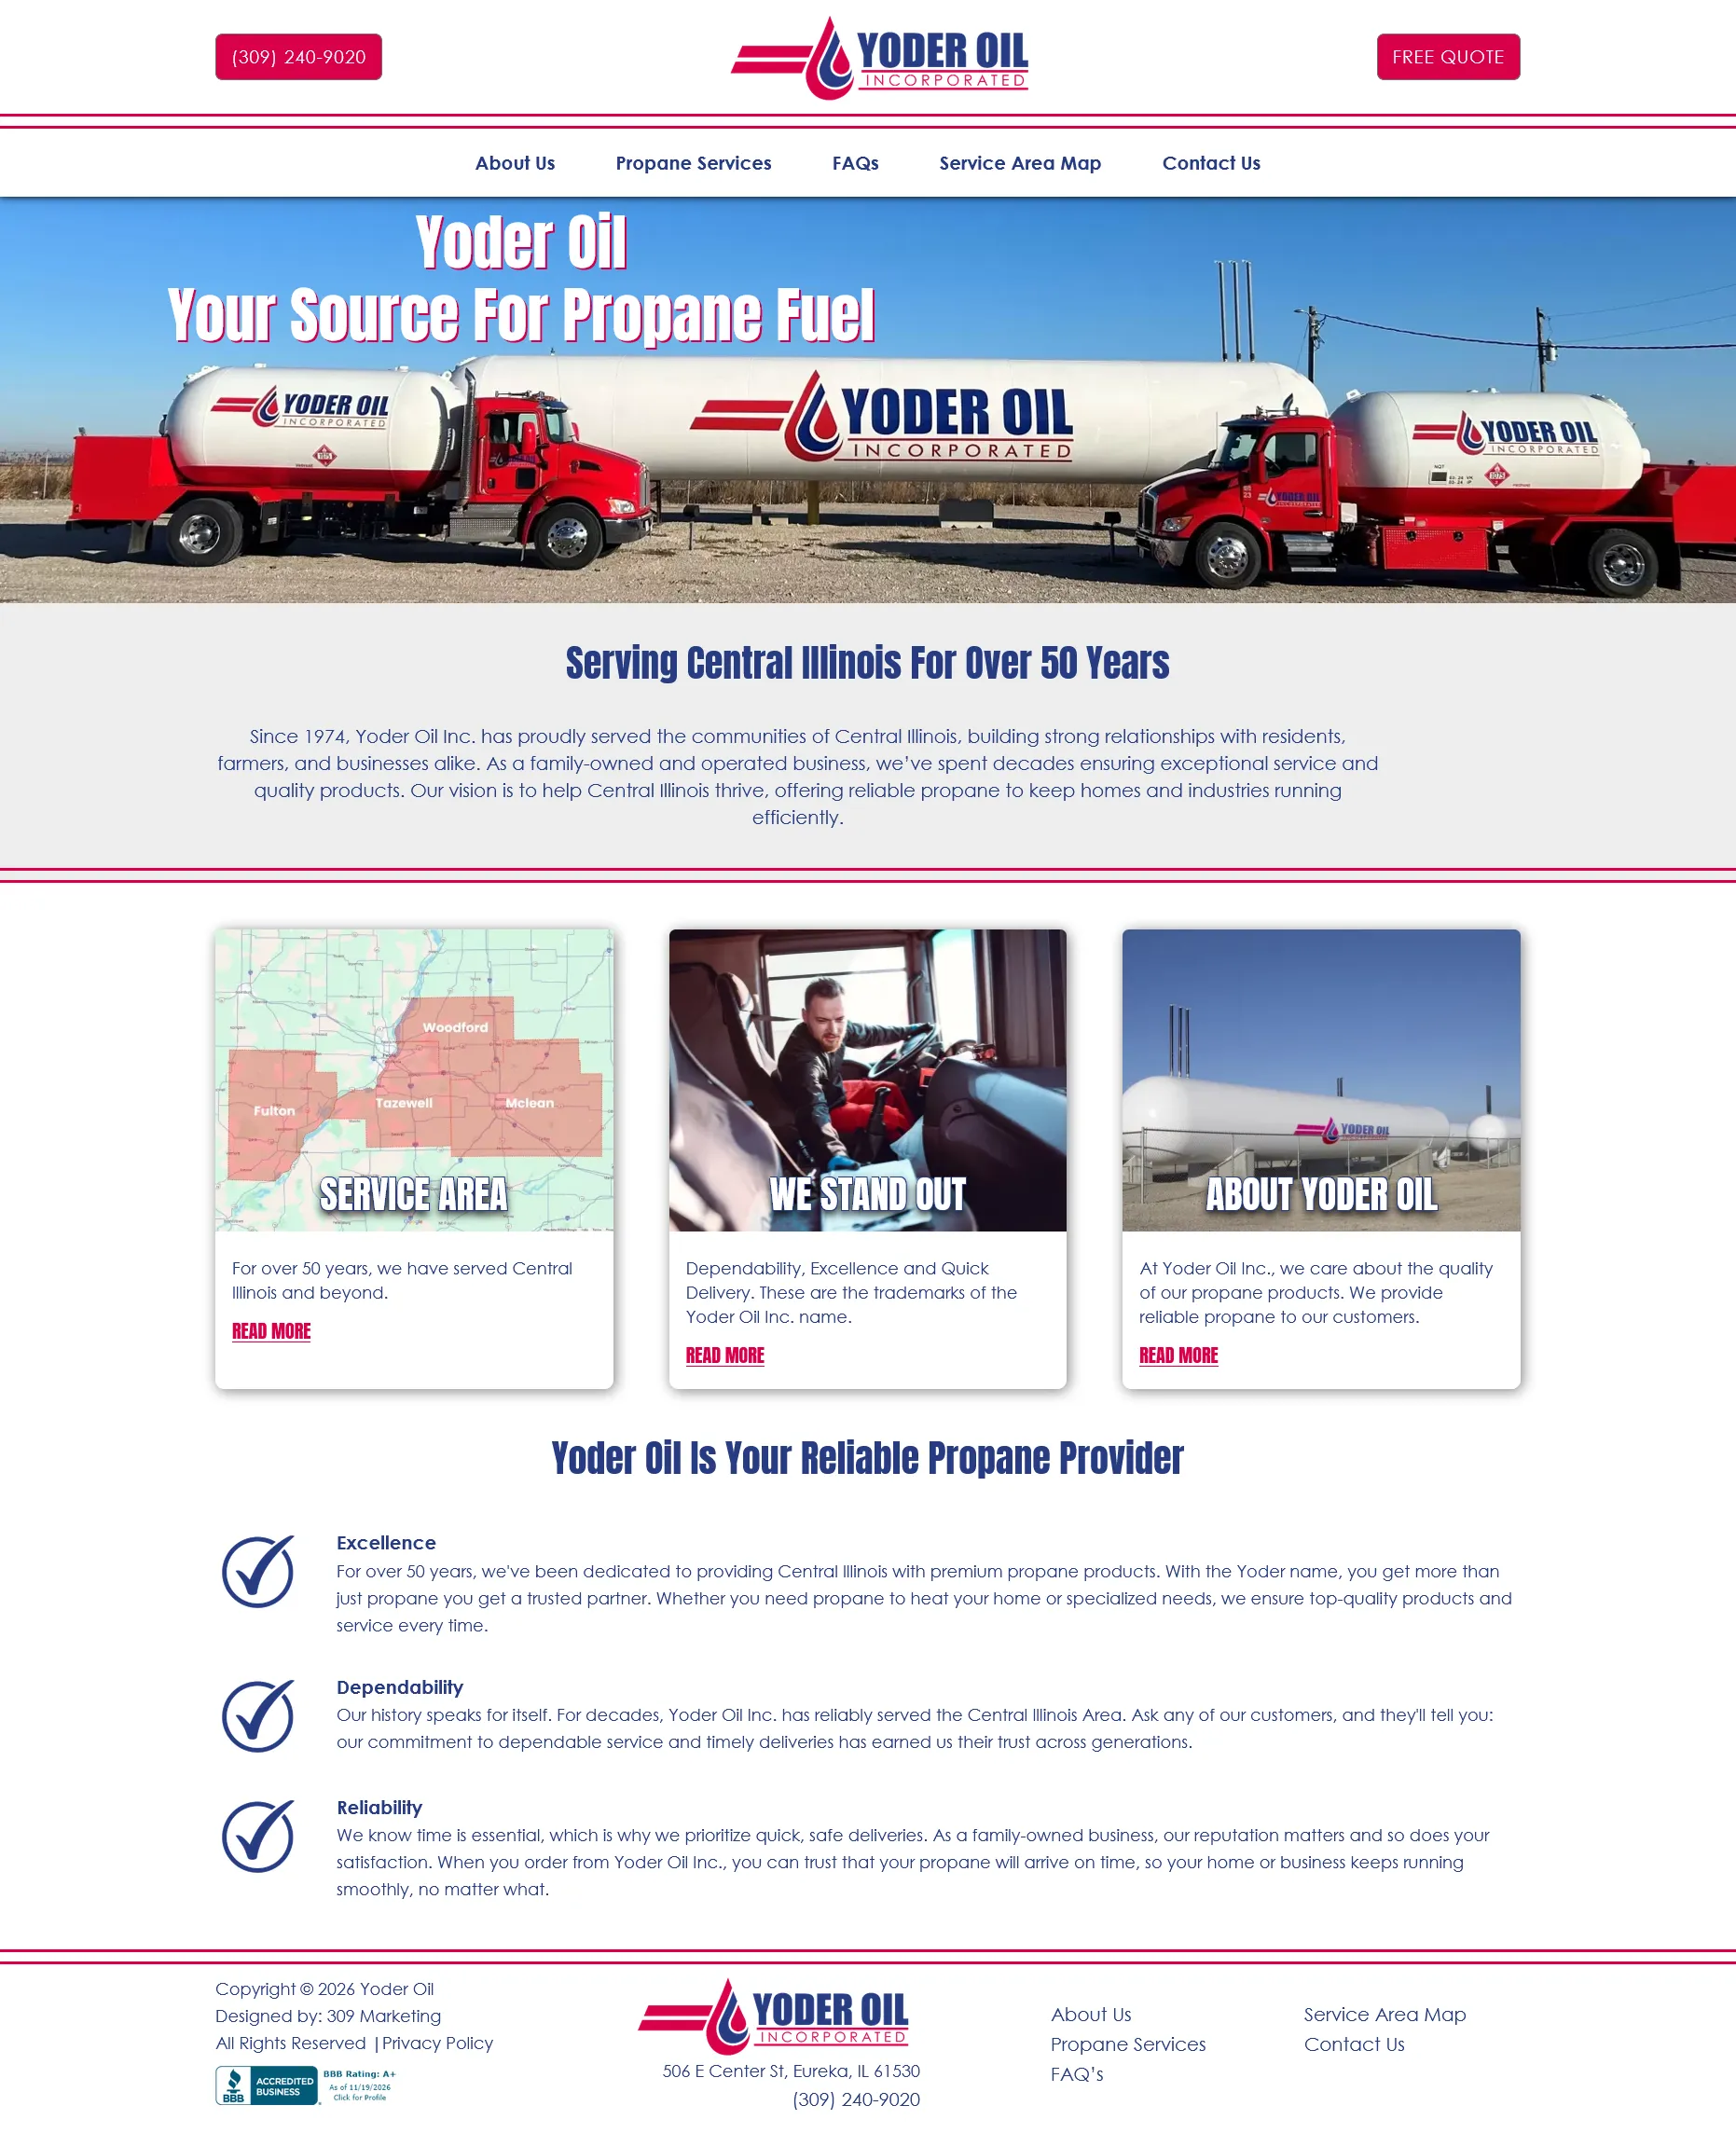 (309) 240-9020
YODER OIL
INCORPORATED
FREE QUOTE
About Us
Propane Services
FAQs
Service Area Map
Contact Us
Yoder Oil
Your Source For Propane Fuel
YODER OIL
INCORPORATED
YODER OIL
INCORPORATED
YODER OIL
INCORPORATED
1075
1075
YODER OIL
Serving Central Illinois For Over 50 Years
Since 1974, Yoder Oil Inc. has proudly served the communities of Central Illinois, building strong relationships with residents,
farmers, and businesses alike. As a family-owned and operated business, we’ve spent decades ensuring exceptional service and
quality products. Our vision is to help Central Illinois thrive, offering reliable propane to keep homes and industries running
efficiently.
Woodford
Fulton
Tazewell
Mclean
SERVICE AREA
For over 50 years, we have served Central
Illinois and beyond.
READ MORE
WE STAND OUT
Dependability, Excellence and Quick
Delivery. These are the trademarks of the
Yoder Oil Inc. name.
READ MORE
YODER OIL
ABOUT YODER OIL
At Yoder Oil Inc., we care about the quality
of our propane products. We provide
reliable propane to our customers.
READ MORE
Yoder Oil Is Your Reliable Propane Provider
Excellence
For over 50 years, we've been dedicated to providing Central Illinois with premium propane products. With the Yoder name, you get more than
just propane you get a trusted partner. Whether you need propane to heat your home or specialized needs, we ensure top-quality products and
service every time.
Dependability
Our history speaks for itself. For decades, Yoder Oil Inc. has reliably served the Central Illinois Area. Ask any of our customers, and they'll tell you:
our commitment to dependable service and timely deliveries has earned us their trust across generations.
Reliability
We know time is essential, which is why we prioritize quick, safe deliveries. As a family-owned business, our reputation matters and so does your
satisfaction. When you order from Yoder Oil Inc., you can trust that your propane will arrive on time, so your home or business keeps running
smoothly, no matter what.
Copyright © 2026 Yoder Oil
Designed by: 309 Marketing
All Rights Reserved |Privacy Policy
BBB
ACCREDITED
BUSINESS
BBB Rating: A+
As of 11/19/2026
Click for Profile
YODER OIL
INCORPORATED
506 E Center St, Eureka, IL 61530
(309) 240-9020
About Us
Propane Services
FAQ’s
Service Area Map
Contact Us